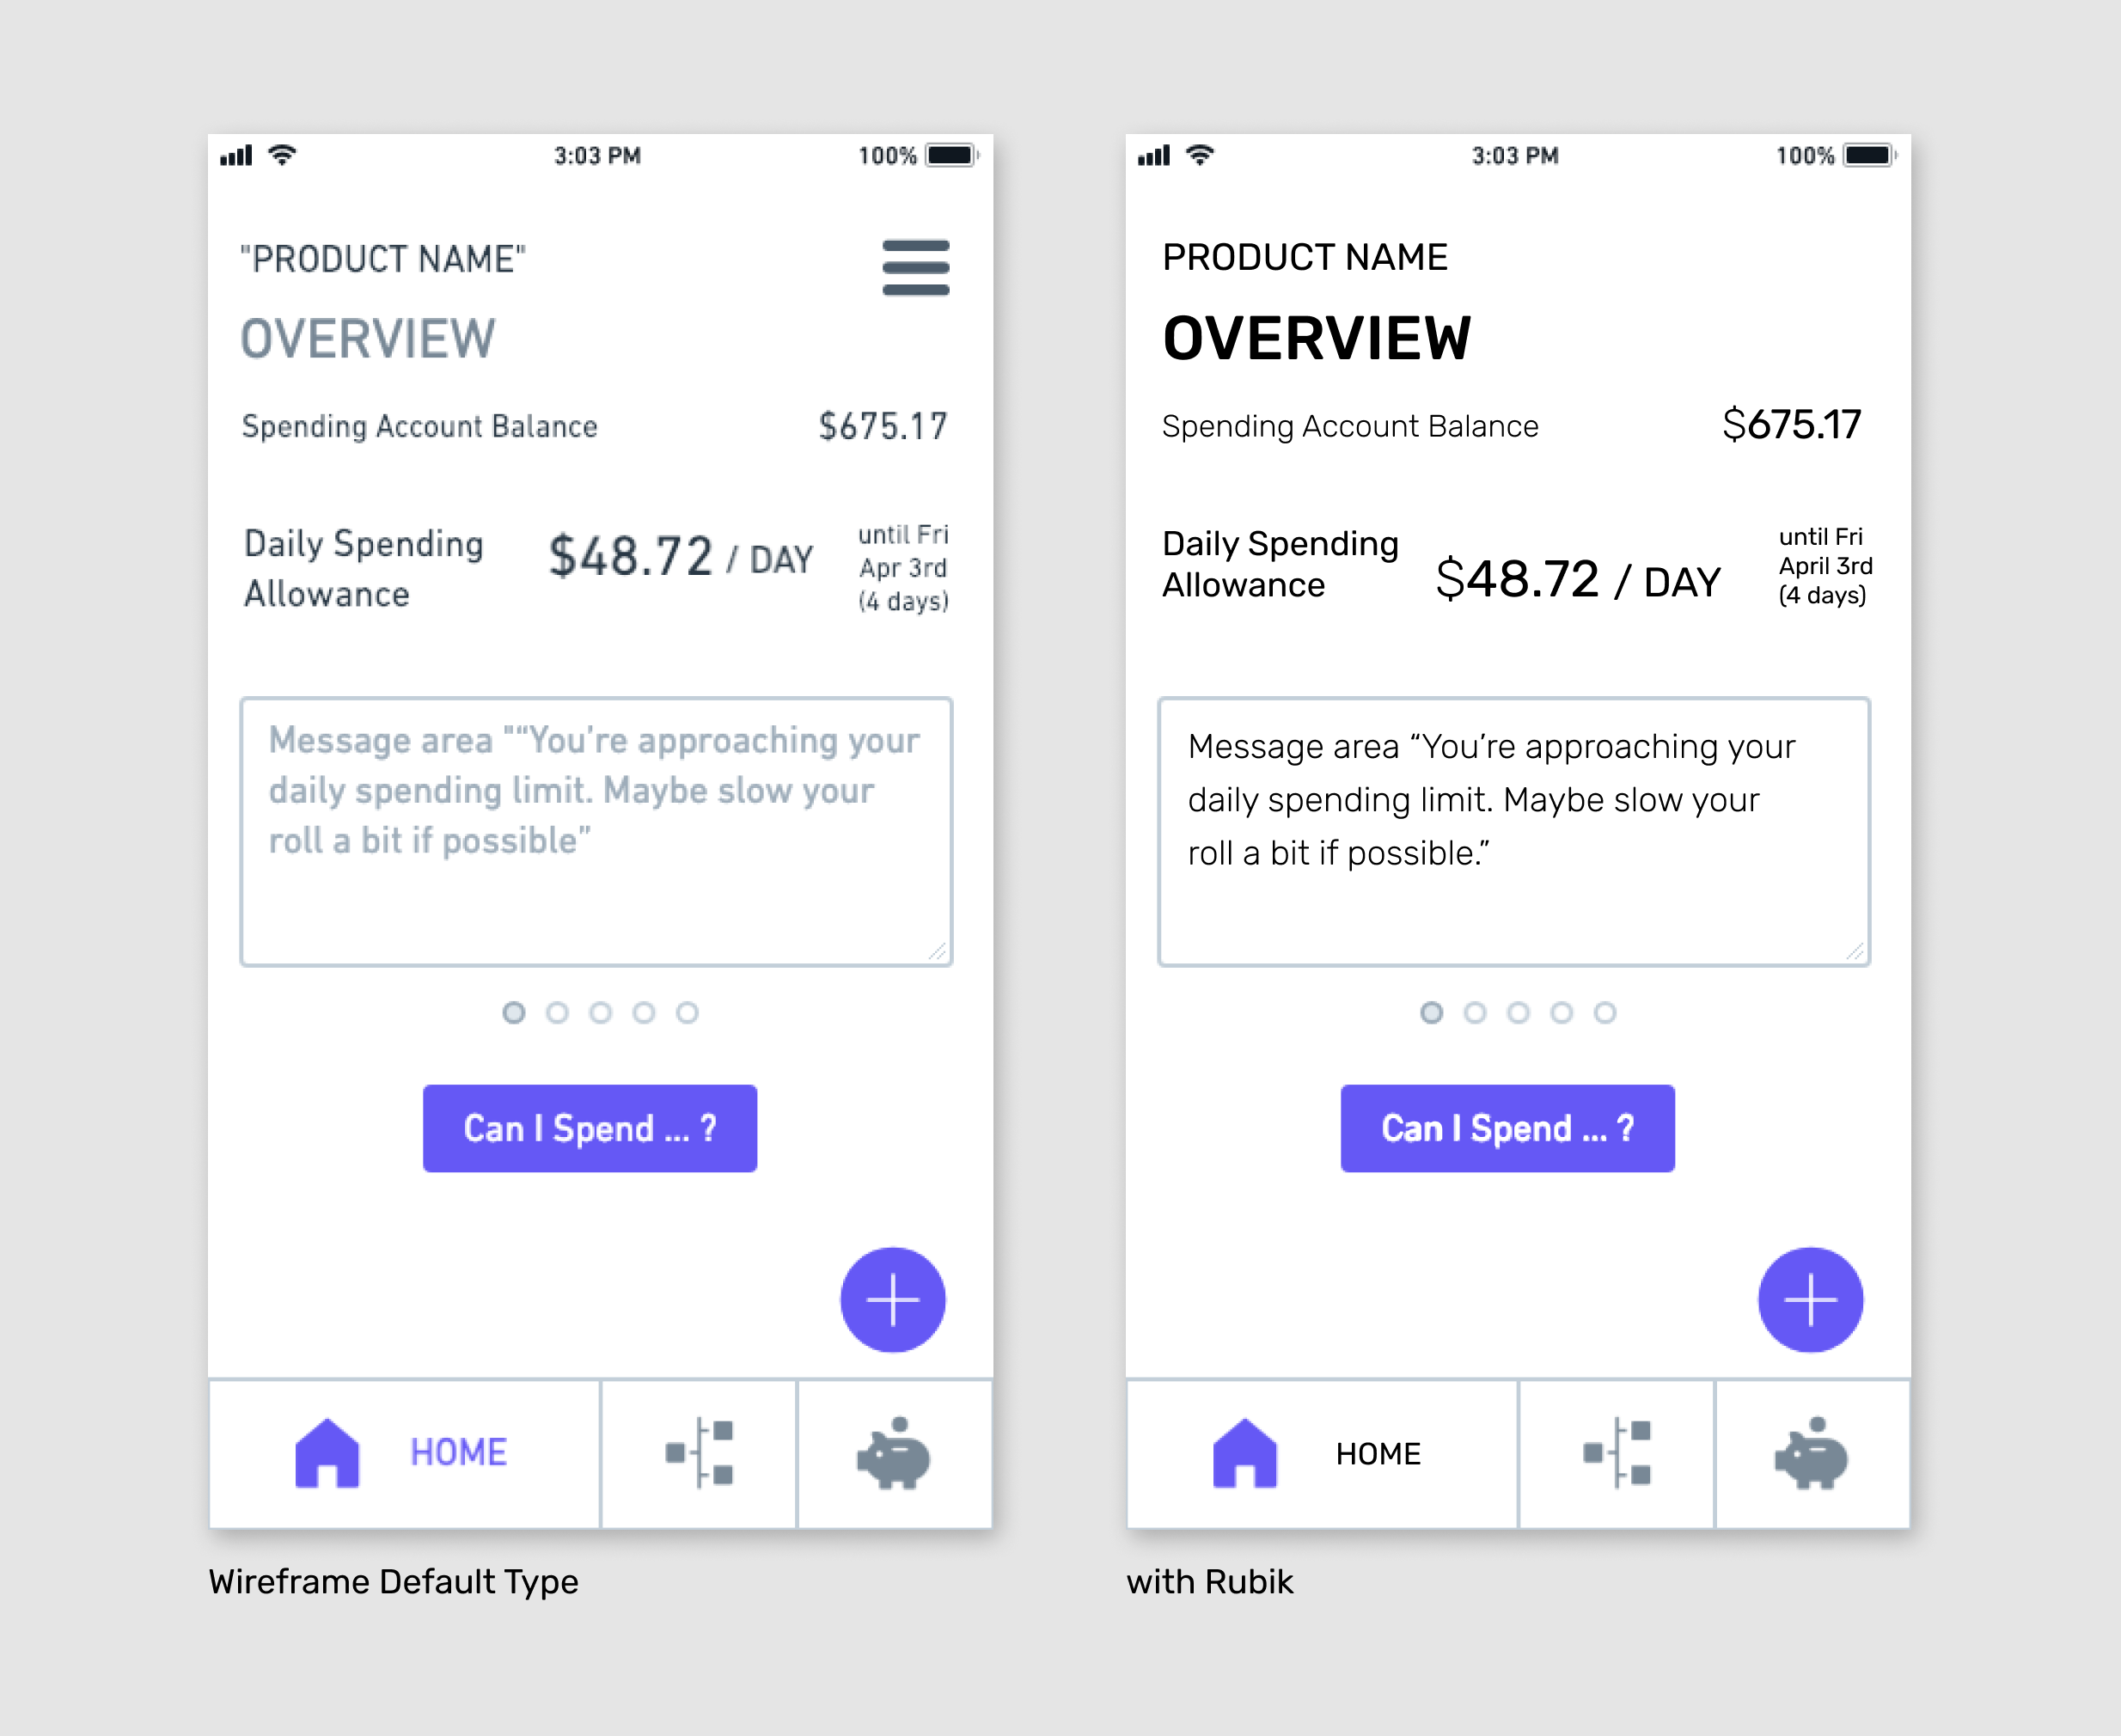 3:03 PM 100%
"PRODUCT NAME"
OVERVIEW
Spending Account Balance $675.17
Daily Spending
Allowance
$48.72 / DAY
until Fri
Apr 3rd
(4 days)
Message area "“You’re approaching your
daily spending limit. Maybe slow your
roll a bit if possible”
Can I Spend ... ?
HOME
Wireframe Default Type
3:03 PM 100%
PRODUCT NAME
OVERVIEW
Spending Account Balance $675.17
Daily Spending
Allowance
$48.72 / DAY
until Fri
April 3rd
(4 days)
Message area “You’re approaching your
daily spending limit. Maybe slow your
roll a bit if possible.”
Can I Spend ... ?
HOME
with Rubik